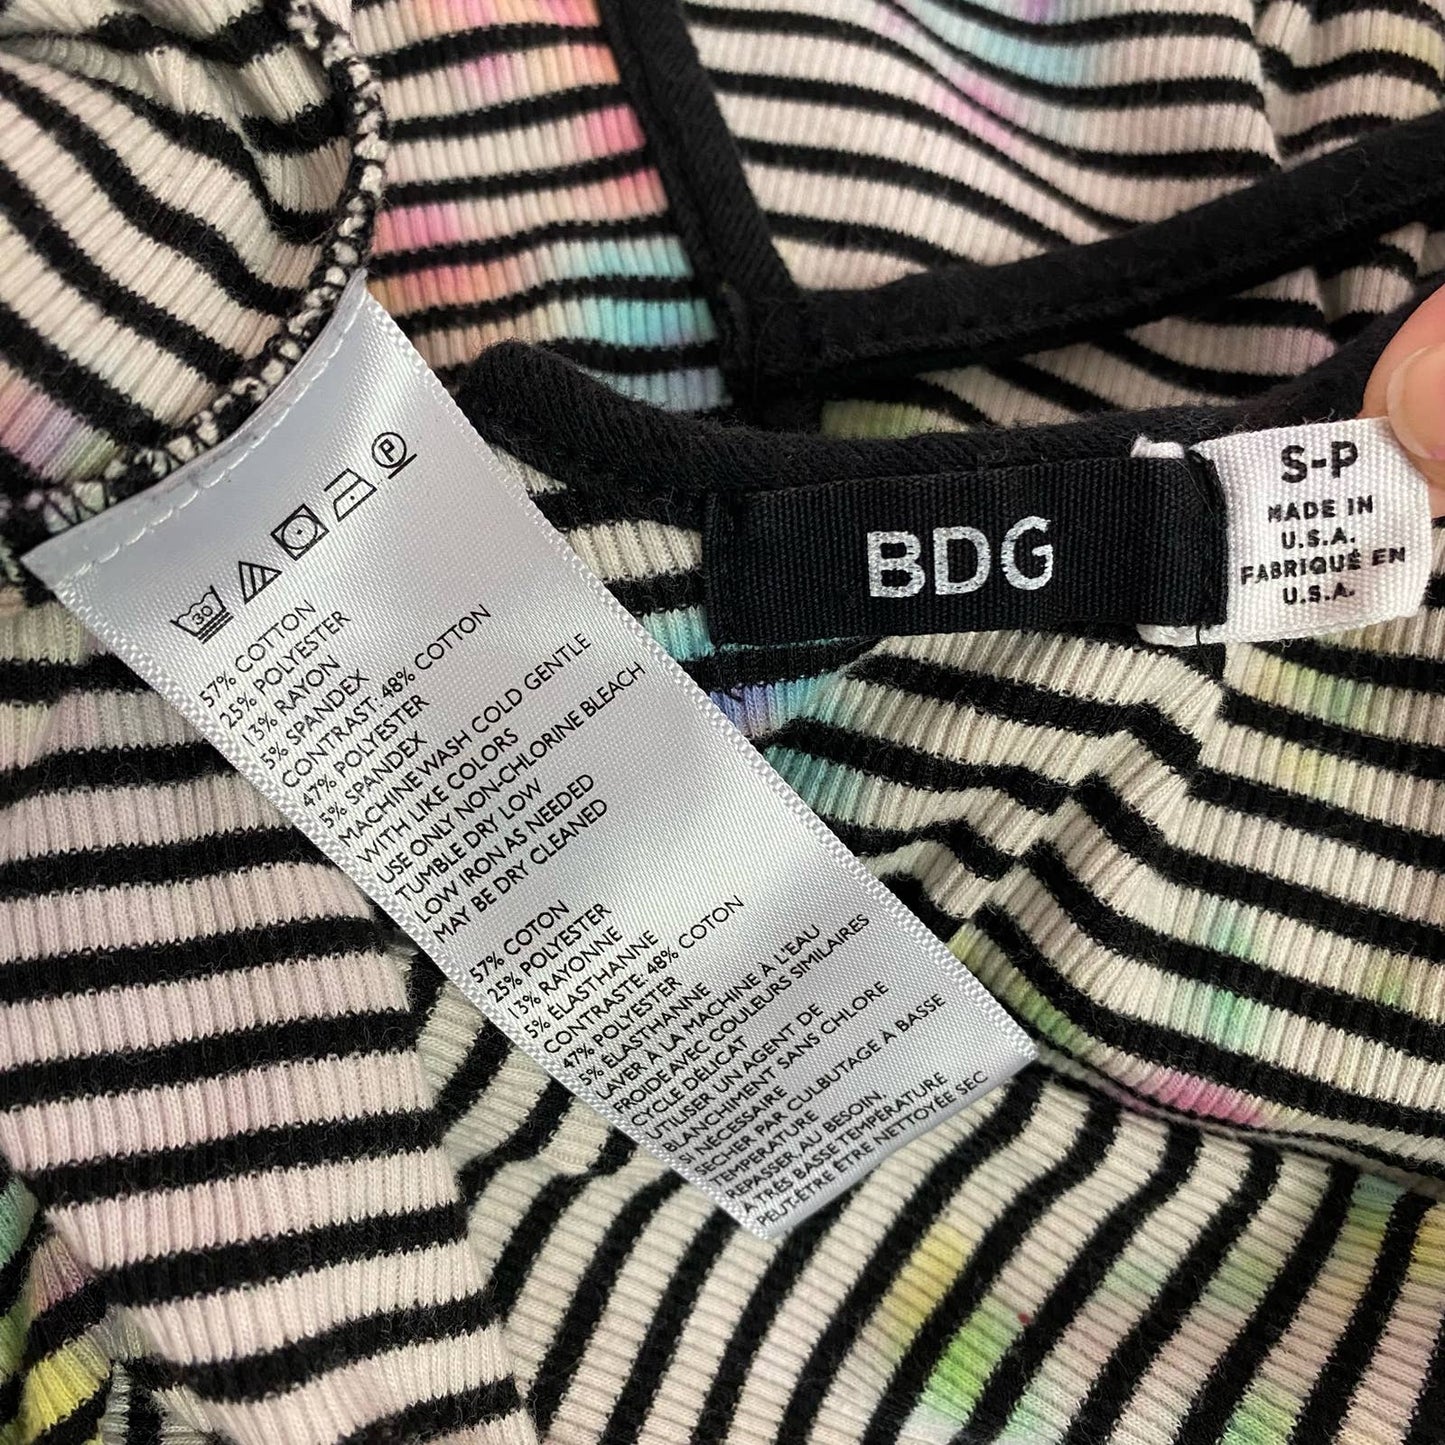 BDG
S-P
MADE IN
U.S.A.
FABRIQUÉ EN
U.S.A.
P
30
57% COTTON
25% POLYESTER
13% RAYON
5% SPANDEX
CONTRAST: 48% COTTON
47% POLYESTER
5% SPANDEX
MACHINE WASH COLD GENTLE
WITH LIKE COLORS
USE ONLY NON-CHLORINE BLEACH
TUMBLE DRY LOW
LOW IRON AS NEEDED
MAY BE DRY CLEANED
57% COTON
25% POLYESTER
13% RAYONNE
5% ÉLASTHANNE
CONTRASTE: 48% COTON
47% POLYESTER
5% ÉLASTHANNE
LAVER À LA MACHINE À L'EAU
FROIDE AVEC COULEURS SIMILAIRES
CYCLE DÉLICAT
UTILISER UN AGENT DE
BLANCHIMENT SANS CHLORE
SI NÉCESSAIRE
SÉCHER PAR CULBUTAGE À BASSE
TEMPÉRATURE
REPASSER AU BESOIN,
À TRÈS BASSE TEMPÉRATURE
PEUT-ÊTRE ÊTRE NETTOYÉE SEC